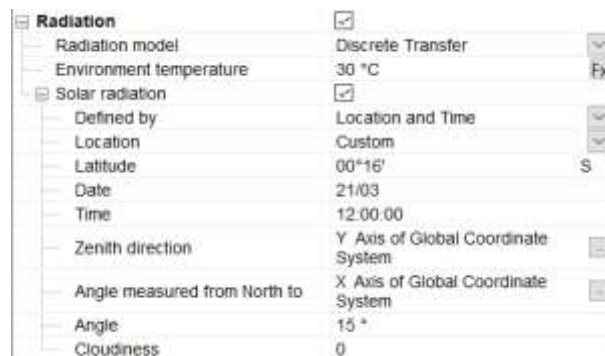 Radiation
Radiation model Discrete Transfer
Environment temperature 30 °C Fx
Solar radiation
Defined by Location and Time
Location Custom
Latitude 00°16' S
Date 21/03
Time 12:00:00
Zenith direction Y Axis of Global Coordinate
System
Angle measured from North to X Axis of Global Coordinate
System
Angle 15 °
Cloudiness 0